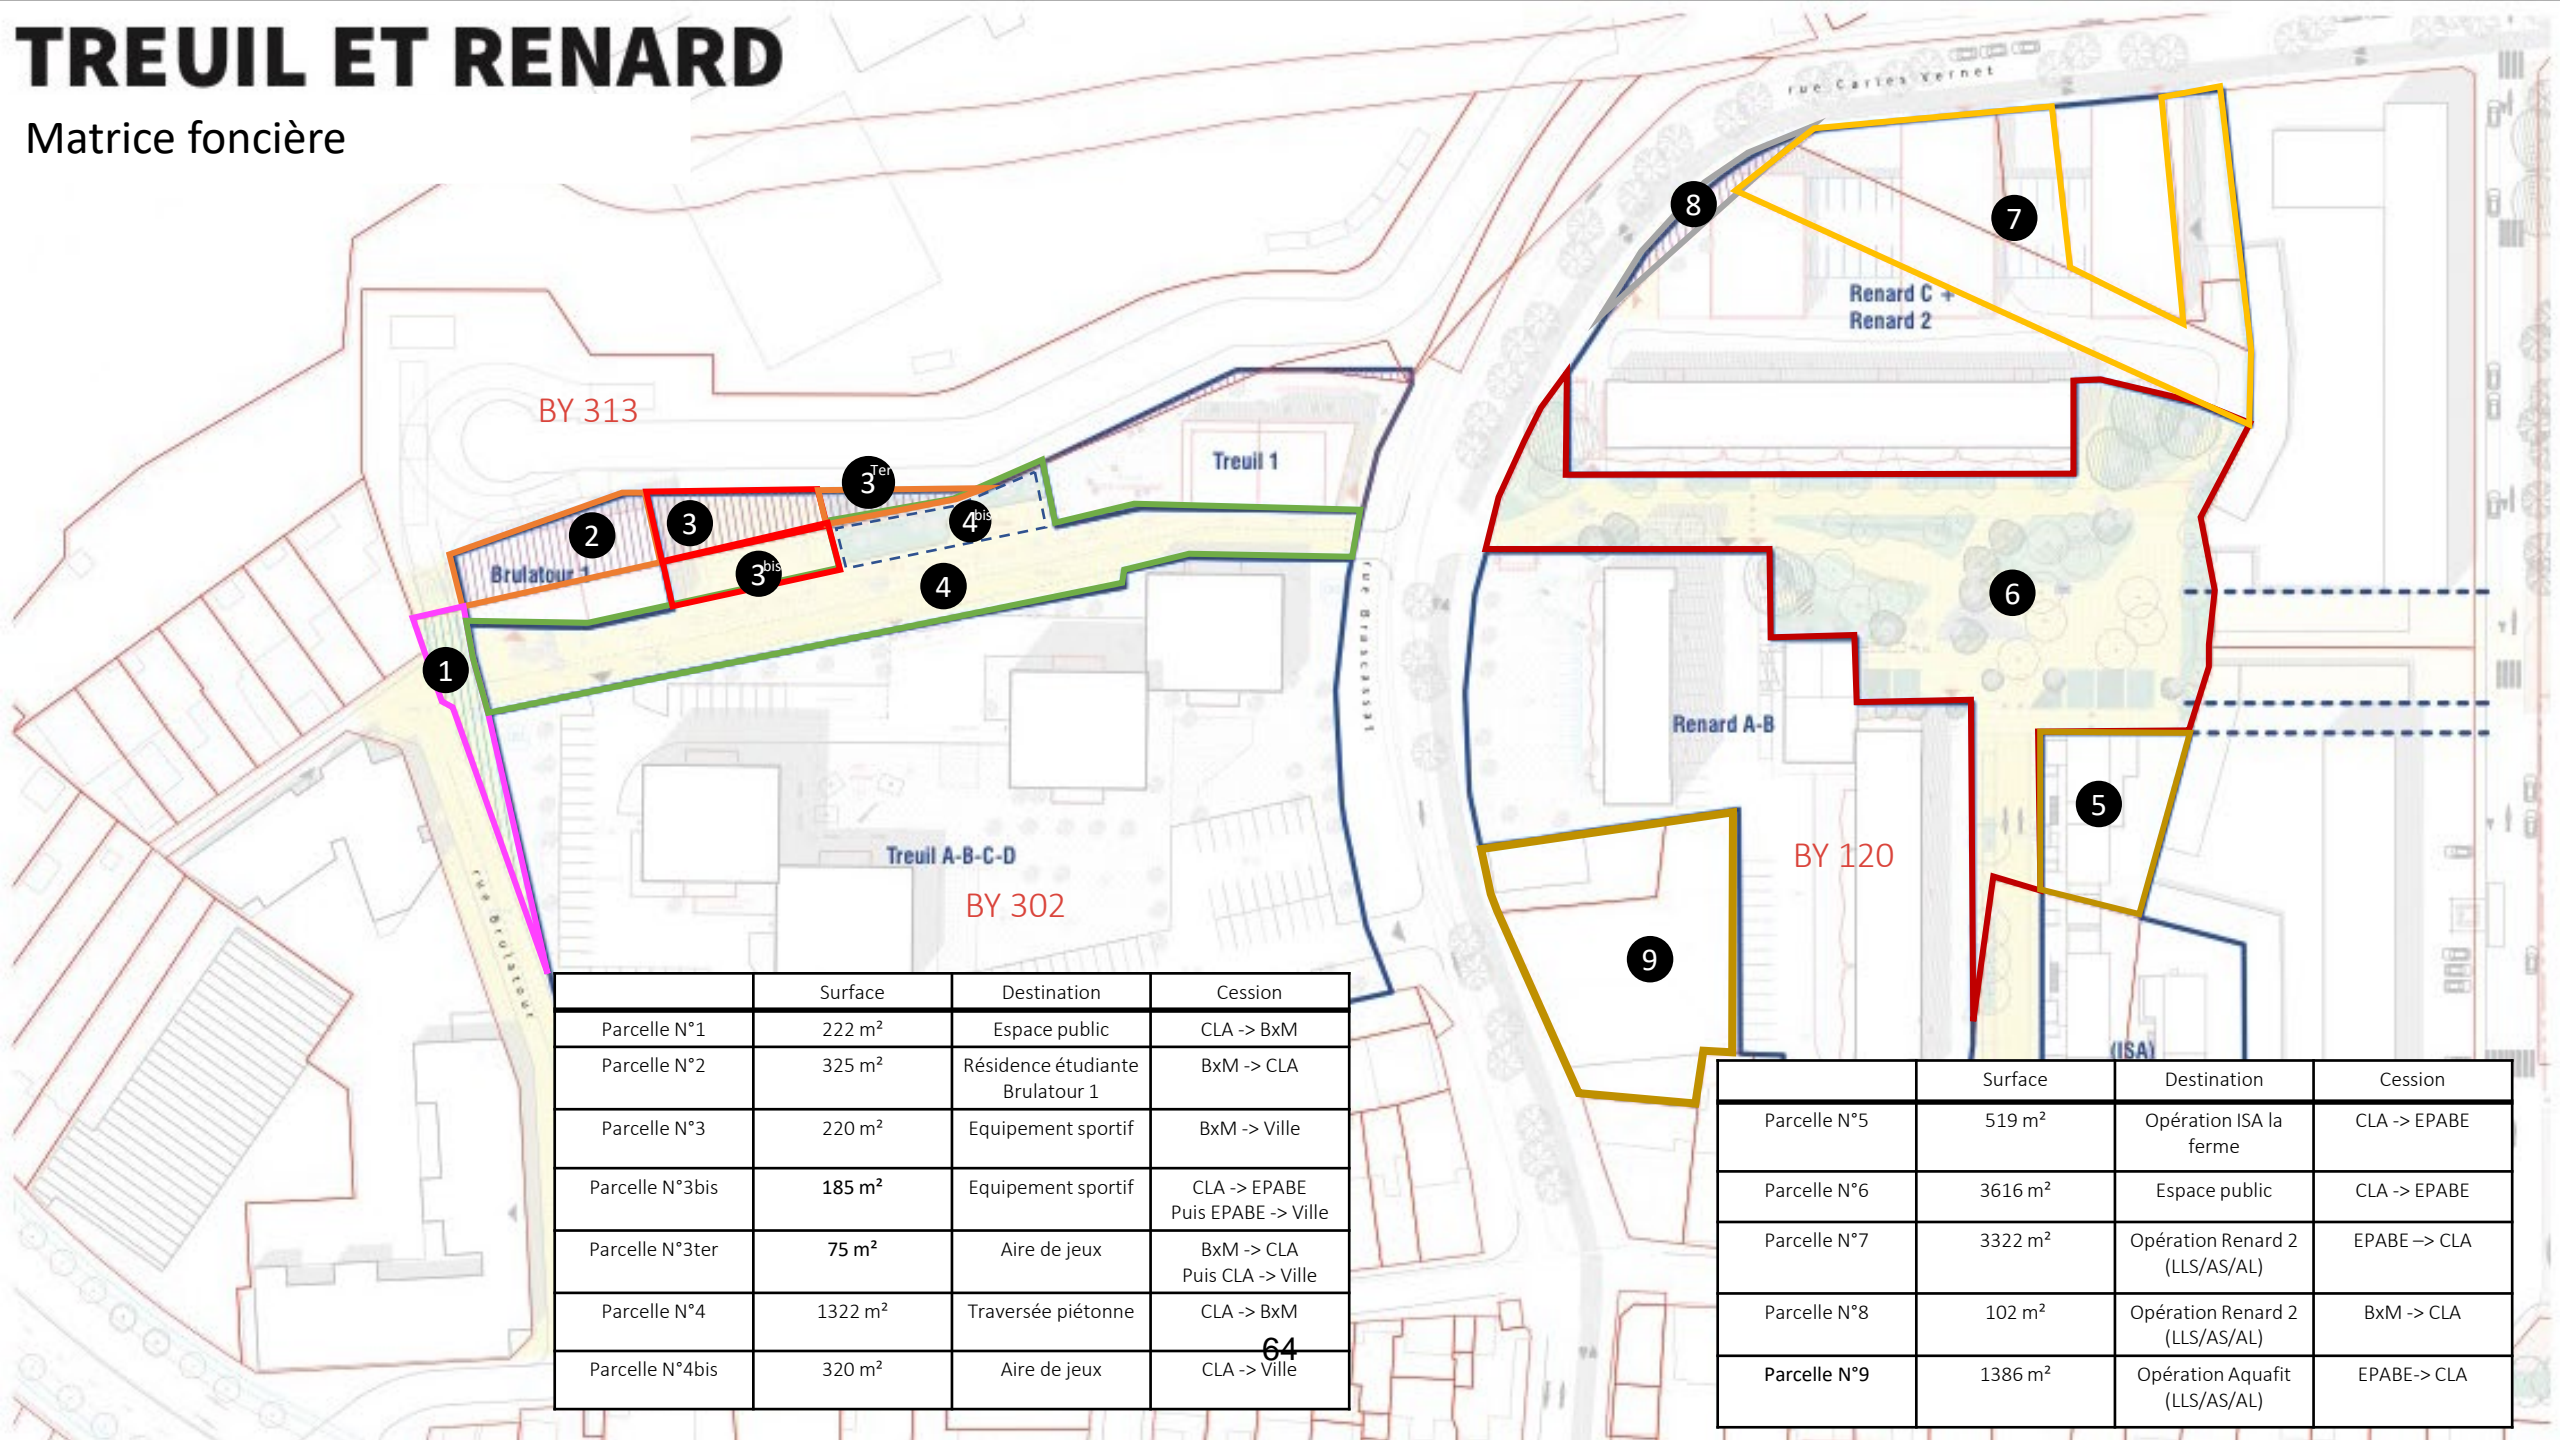 TREUIL ET RENARD
Matrice foncière
rue Carles Vernet
8
7
Renard C +
Renard 2
BY 313
3 Ter
Treuil 1
2
3
4 bis
Brulatour 1
3 bis
4
6
1
rue Brascassat
Renard A-B
5
Treuil A-B-C-D
BY 302
BY 120
9
rue Brulatour
(ISA)
Surface Destination Cession
Parcelle N°1 222 m² Espace public CLA -> BxM
Parcelle N°2 325 m² Résidence étudiante BxM -> CLA
Brulatour 1
Parcelle N°3 220 m² Equipement sportif BxM -> Ville
Parcelle N°3bis 185 m² Equipement sportif CLA -> EPABE
Puis EPABE -> Ville
Parcelle N°3ter 75 m² Aire de jeux BxM -> CLA
Puis CLA -> Ville
Parcelle N°4 1322 m² Traversée piétonne CLA -> BxM
64
Parcelle N°4bis 320 m² Aire de jeux CLA -> Ville
Surface Destination Cession
Parcelle N°5 519 m² Opération ISA la CLA -> EPABE
ferme
Parcelle N°6 3616 m² Espace public CLA -> EPABE
Parcelle N°7 3322 m² Opération Renard 2 EPABE –> CLA
(LLS/AS/AL)
Parcelle N°8 102 m² Opération Renard 2 BxM -> CLA
(LLS/AS/AL)
Parcelle N°9 1386 m² Opération Aquafit EPABE-> CLA
(LLS/AS/AL)